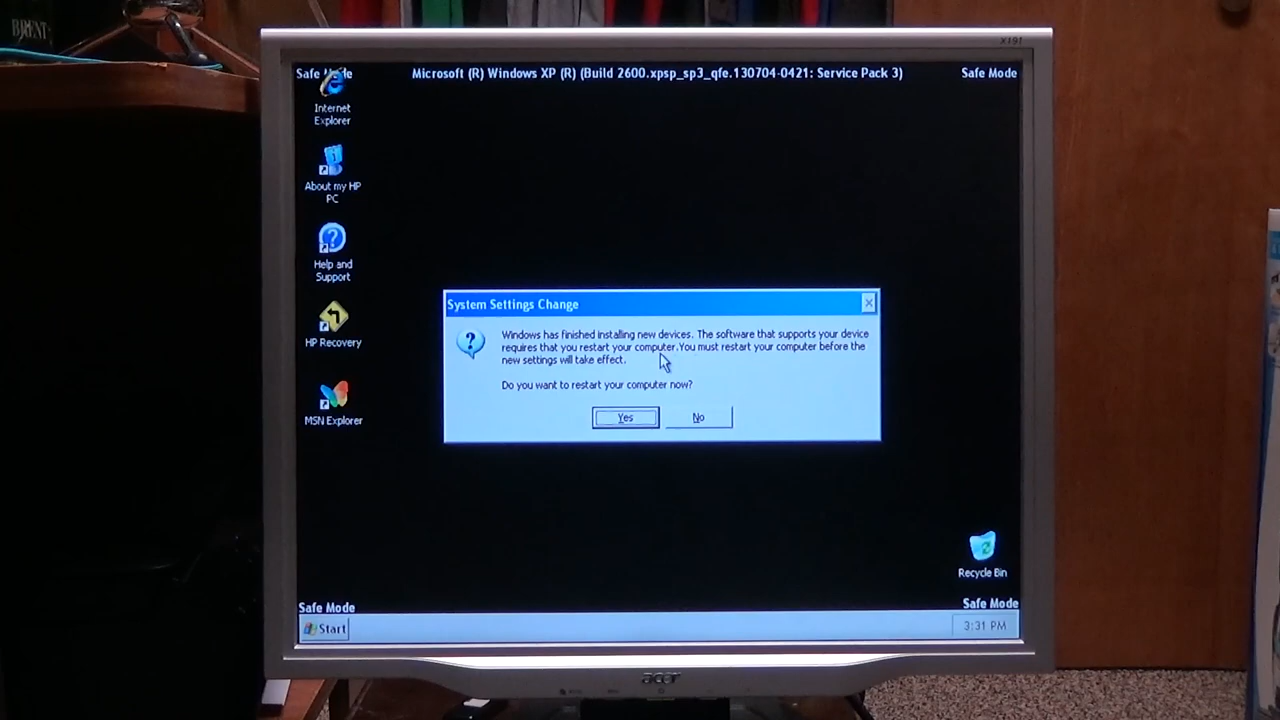 BRENT
X191
Safe Mode
Microsoft (R) Windows XP (R) (Build 2600.xpsp_sp3_qfe.130704-0421: Service Pack 3)
Safe Mode
Internet
Explorer
About my HP
PC
Help and
Support
HP Recovery
MSN Explorer
System Settings Change
Windows has finished installing new devices. The software that supports your device
requires that you restart your computer.You must restart your computer before the
new settings will take effect.
Do you want to restart your computer now?
Yes
No
Recycle Bin
Safe Mode
Safe Mode
Start
3:31 PM
acer